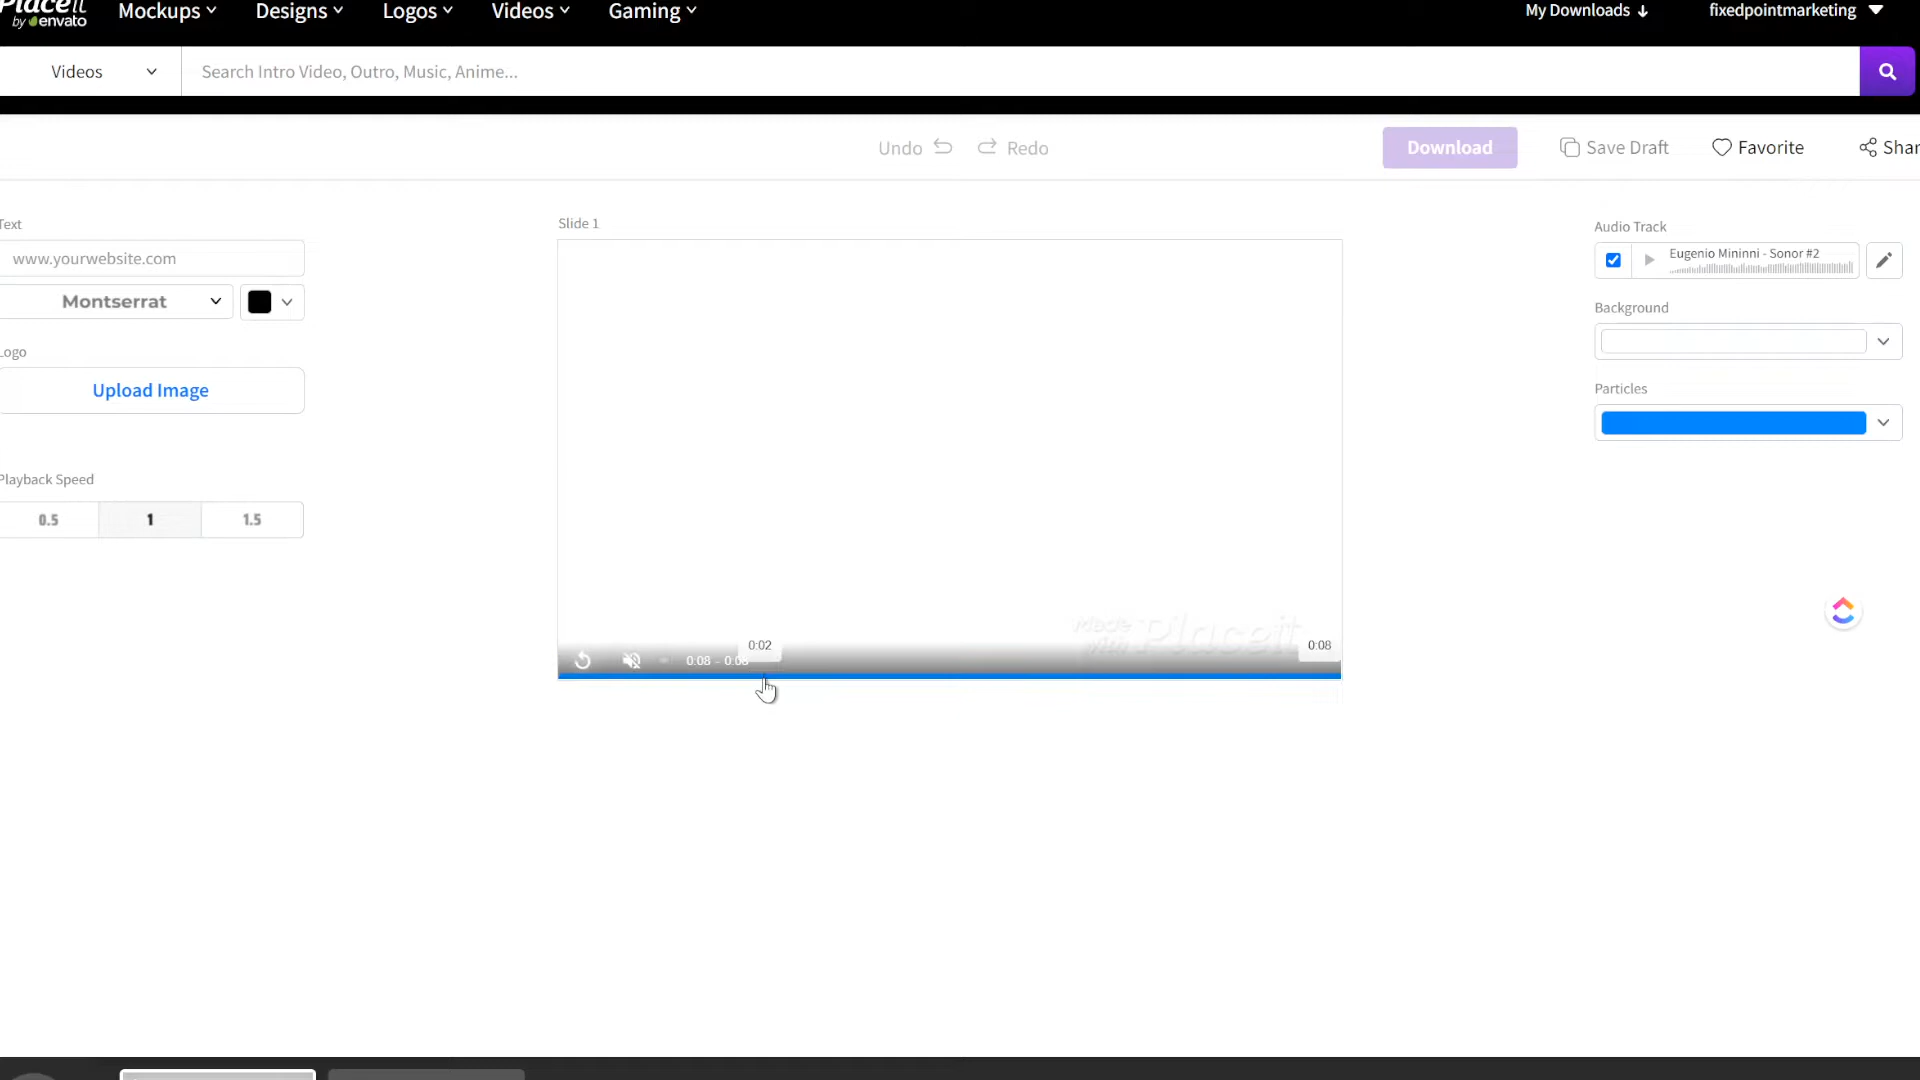 Placeit
by envato
Mockups
Designs
Logos
Videos
Gaming
My Downloads
fixedpointmarketing
Videos
Search Intro Video, Outro, Music, Anime...
Undo
Redo
Download
Save Draft
Favorite
Shar
Text
www.yourwebsite.com
Montserrat
Logo
Upload Image
Playback Speed
0.5
1
1.5
Slide 1
Made with Placeit
0:02
0:08
0:08 - 0:08
Audio Track
Eugenio Mininni - Sonor #2
Background
Particles